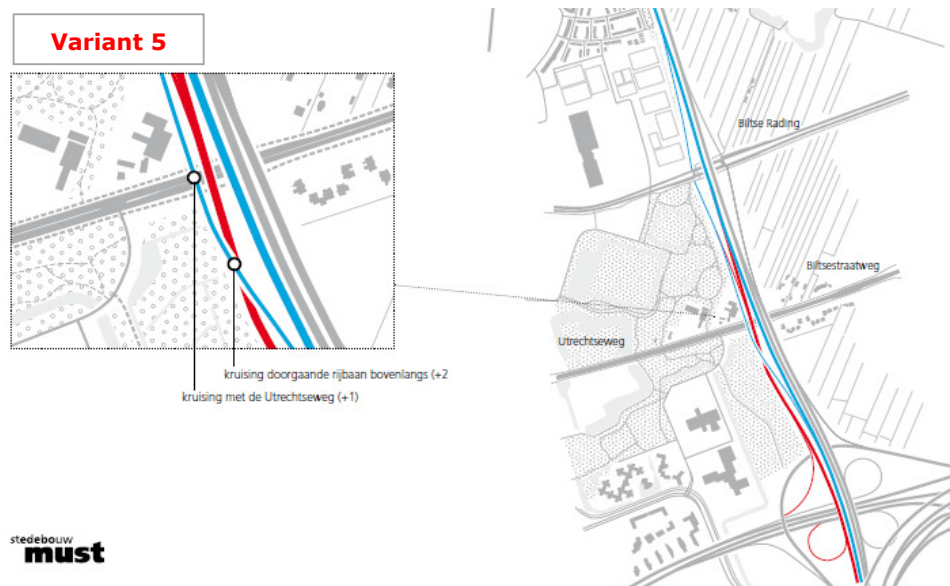 Variant 5
Biltse Rading
Biltsestraatweg
Utrechtseweg
kruising doorgaande rijbaan bovenlangs (+2
kruising met de Utrechtseweg (+1)
stedebouw
must